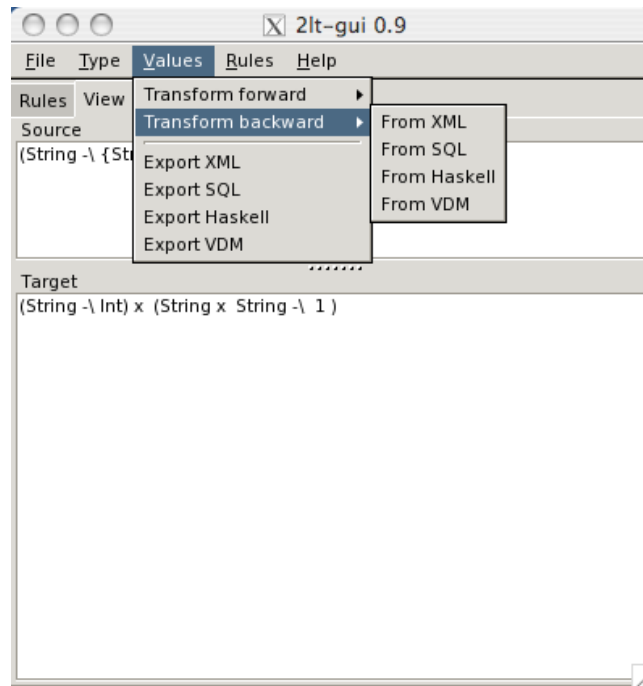 X 2lt-gui 0.9
File Type Values Rules Help
Rules View
Transform forward
Transform backward
Export XML
Export SQL
Export Haskell
Export VDM
From XML
From SQL
From Haskell
From VDM
Source
(String -\ {St
Target
(String -\ Int) x (String x String -\ 1 )